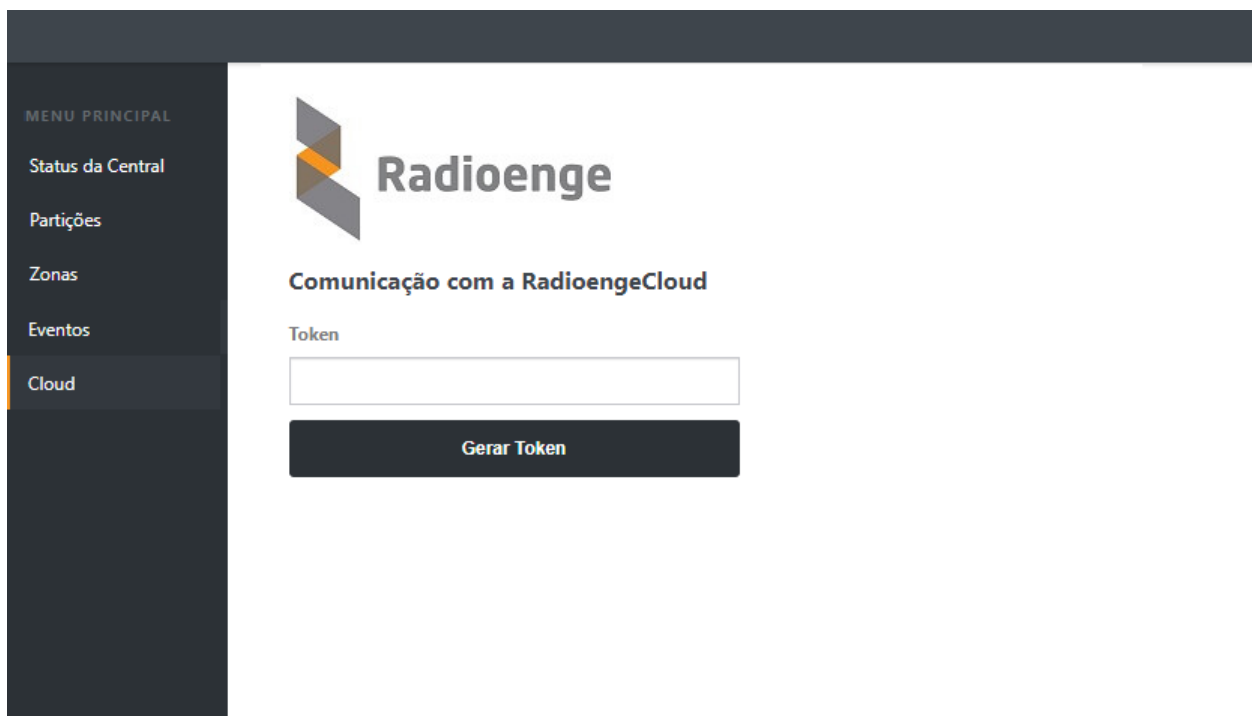 MENU PRINCIPAL
Status da Central
Partições
Zonas
Eventos
Cloud
Radioenge
Comunicação com a RadioengeCloud
Token
Gerar Token